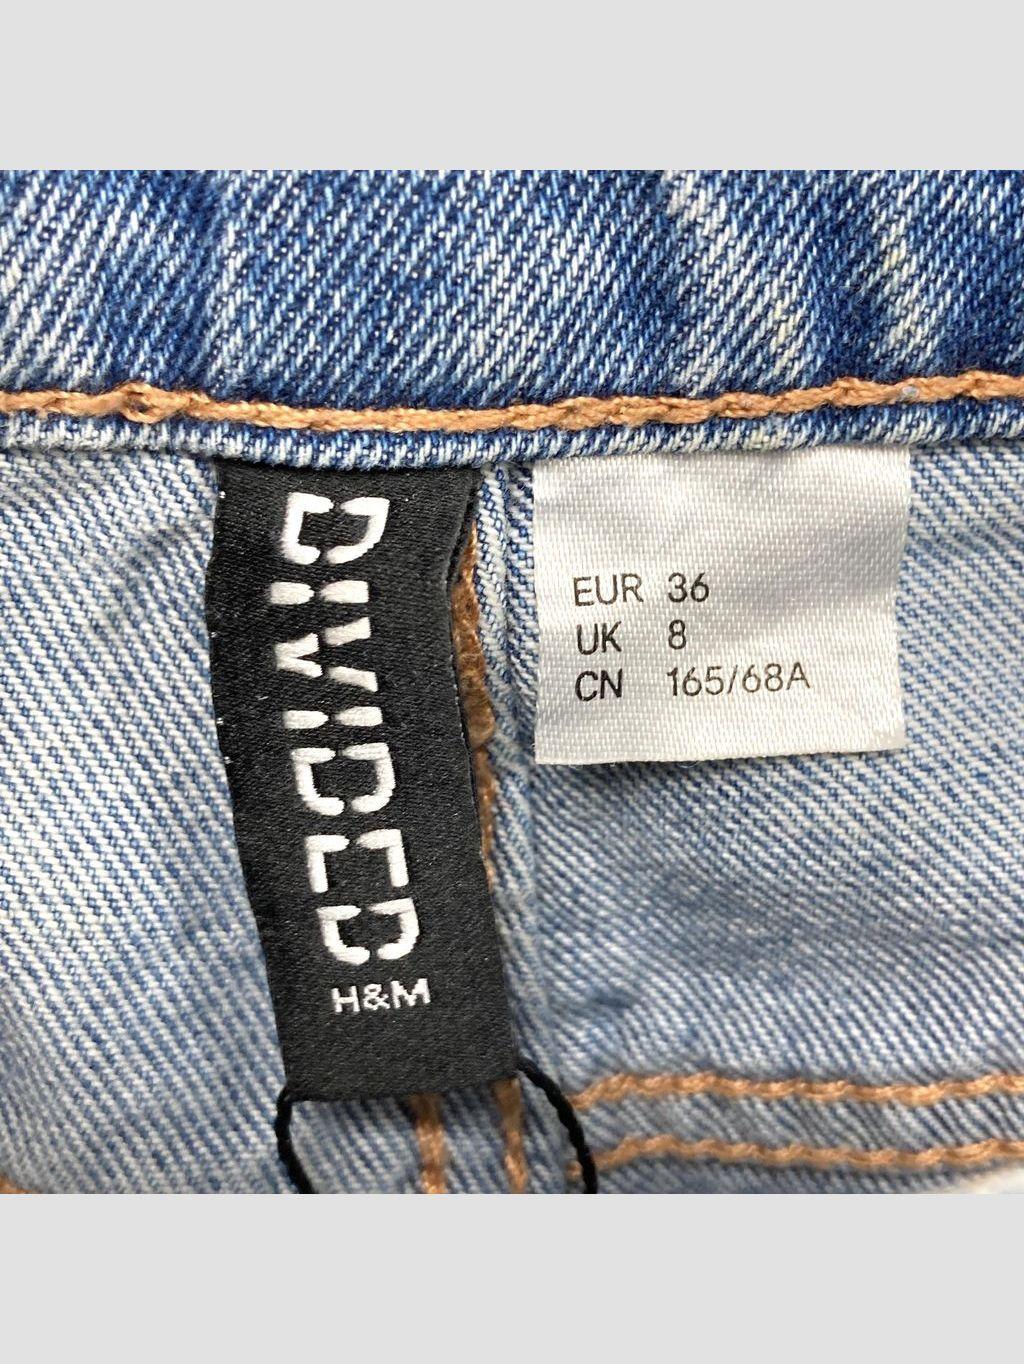 DIVIDED
H&M
EUR 36
UK 8
CN 165/68A